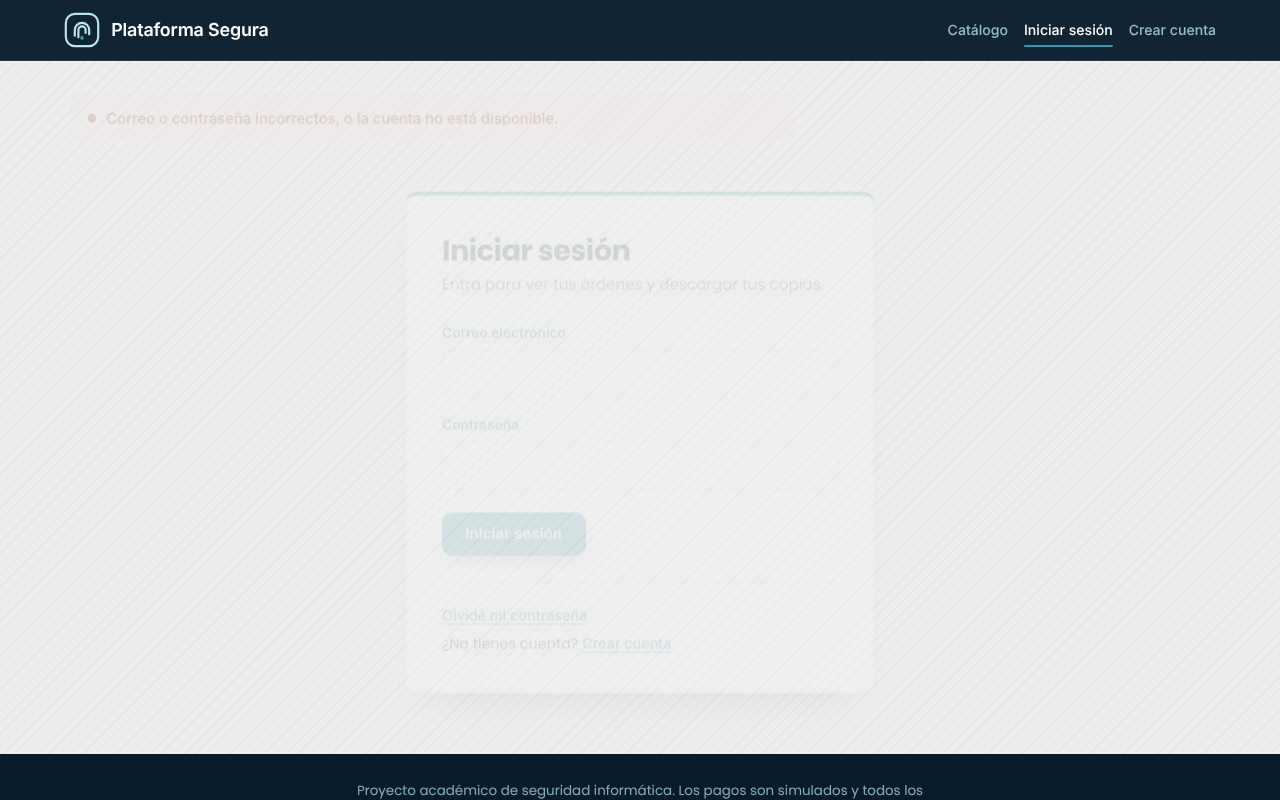 Plataforma Segura
Catálogo
Iniciar sesión
Crear cuenta
Correo o contraseña incorrectos, o la cuenta no está disponible.
Iniciar sesión
Entra para ver tus órdenes y descargar tus copias.
Correo electrónico
Contraseña
Iniciar sesión
Olvidé mi contraseña
¿No tienes cuenta? Crear cuenta
Proyecto académico de seguridad informática. Los pagos son simulados y todos los